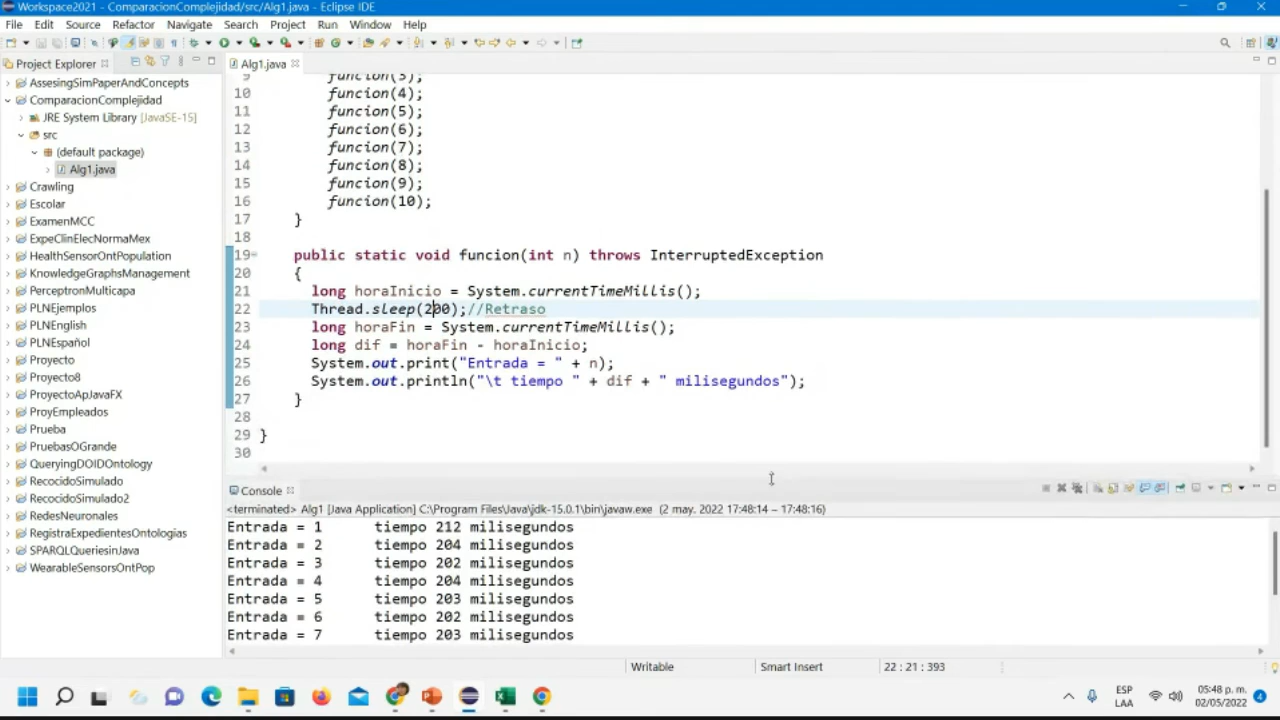 Workspace2021 - ComparacionComplejidad/src/Alg1.java - Eclipse IDE
File Edit Source Refactor Navigate Search Project Run Window Help
Project Explorer
AssesingSimPaperAndConcepts
ComparacionComplejidad
JRE System Library [JavaSE-15]
src
(default package)
Alg1.java
Crawling
Escolar
ExamenMCC
ExpeClinElecNormaMex
HealthSensorOntPopulation
KnowledgeGraphsManagement
PerceptronMulticapa
PLNEjemplos
PLNEnglish
PLNEspañol
Proyecto
Proyecto8
ProyectoApJavaFX
ProyEmpleados
Prueba
PruebasOGrande
QueryingDOIDOntology
RecocidoSimulado
RecocidoSimulado2
RedesNeuronales
RegistraExpedientesOntologias
SPARQLQueriesinJava
WearableSensorsOntPop
Alg1.java
9 funcion(3);
10 funcion(4);
11 funcion(5);
12 funcion(6);
13 funcion(7);
14 funcion(8);
15 funcion(9);
16 funcion(10);
17 }
18
19 public static void funcion(int n) throws InterruptedException
20 {
21 long horaInicio = System.currentTimeMillis();
22 Thread.sleep(200);//Retraso
23 long horaFin = System.currentTimeMillis();
24 long dif = horaFin - horaInicio;
25 System.out.print("Entrada = " + n);
26 System.out.println("\t tiempo " + dif + " milisegundos");
27 }
28
29 }
30
Console
<terminated> Alg1 [Java Application] C:\Program Files\Java\jdk-15.0.1\bin\javaw.exe (2 may. 2022 17:48:14 – 17:48:16)
Entrada = 1 tiempo 212 milisegundos
Entrada = 2 tiempo 204 milisegundos
Entrada = 3 tiempo 202 milisegundos
Entrada = 4 tiempo 204 milisegundos
Entrada = 5 tiempo 203 milisegundos
Entrada = 6 tiempo 202 milisegundos
Entrada = 7 tiempo 203 milisegundos
Writable Smart Insert 22 : 21 : 393
ESP
LAA
05:48 p. m.
02/05/2022
4